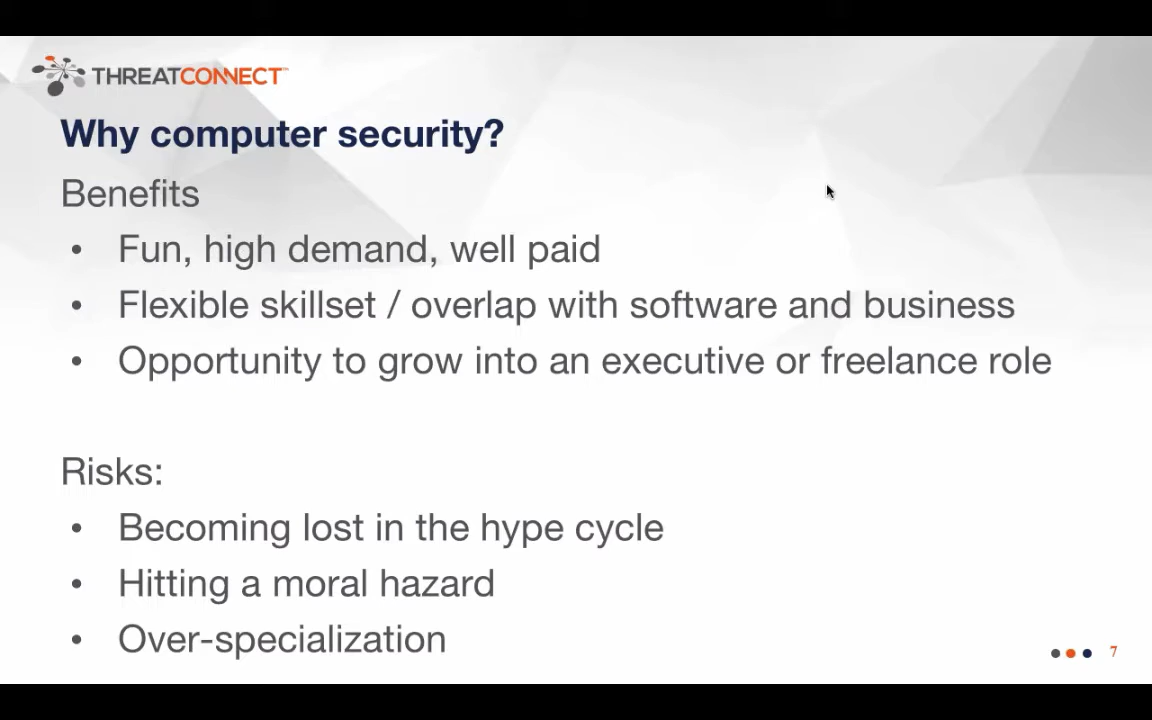 THREATCONNECT™
Why computer security?
Benefits
• Fun, high demand, well paid
• Flexible skillset / overlap with software and business
• Opportunity to grow into an executive or freelance role
Risks:
• Becoming lost in the hype cycle
• Hitting a moral hazard
• Over-specialization
7